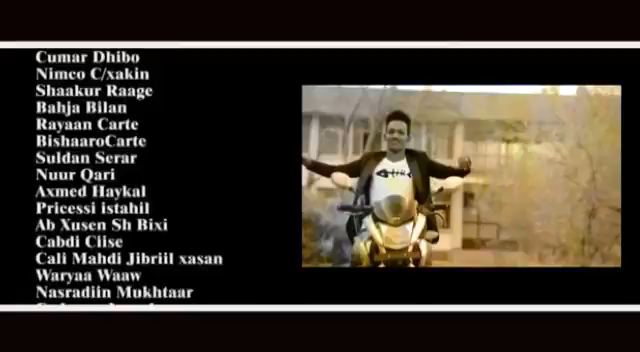 Cumar Dhibo
Nimco C/xakin
Shaakur Raage
Bahja Bilan
Rayaan Carte
BishaaroCarte
Suldan Serar
Nuur Qari
Axmed Haykal
Pricessi istahil
Ab Xusen Sh Bixi
Cabdi Ciise
Cali Mahdi Jibriil xasan
Waryaa Waaw
Nasradiin Mukhtaar